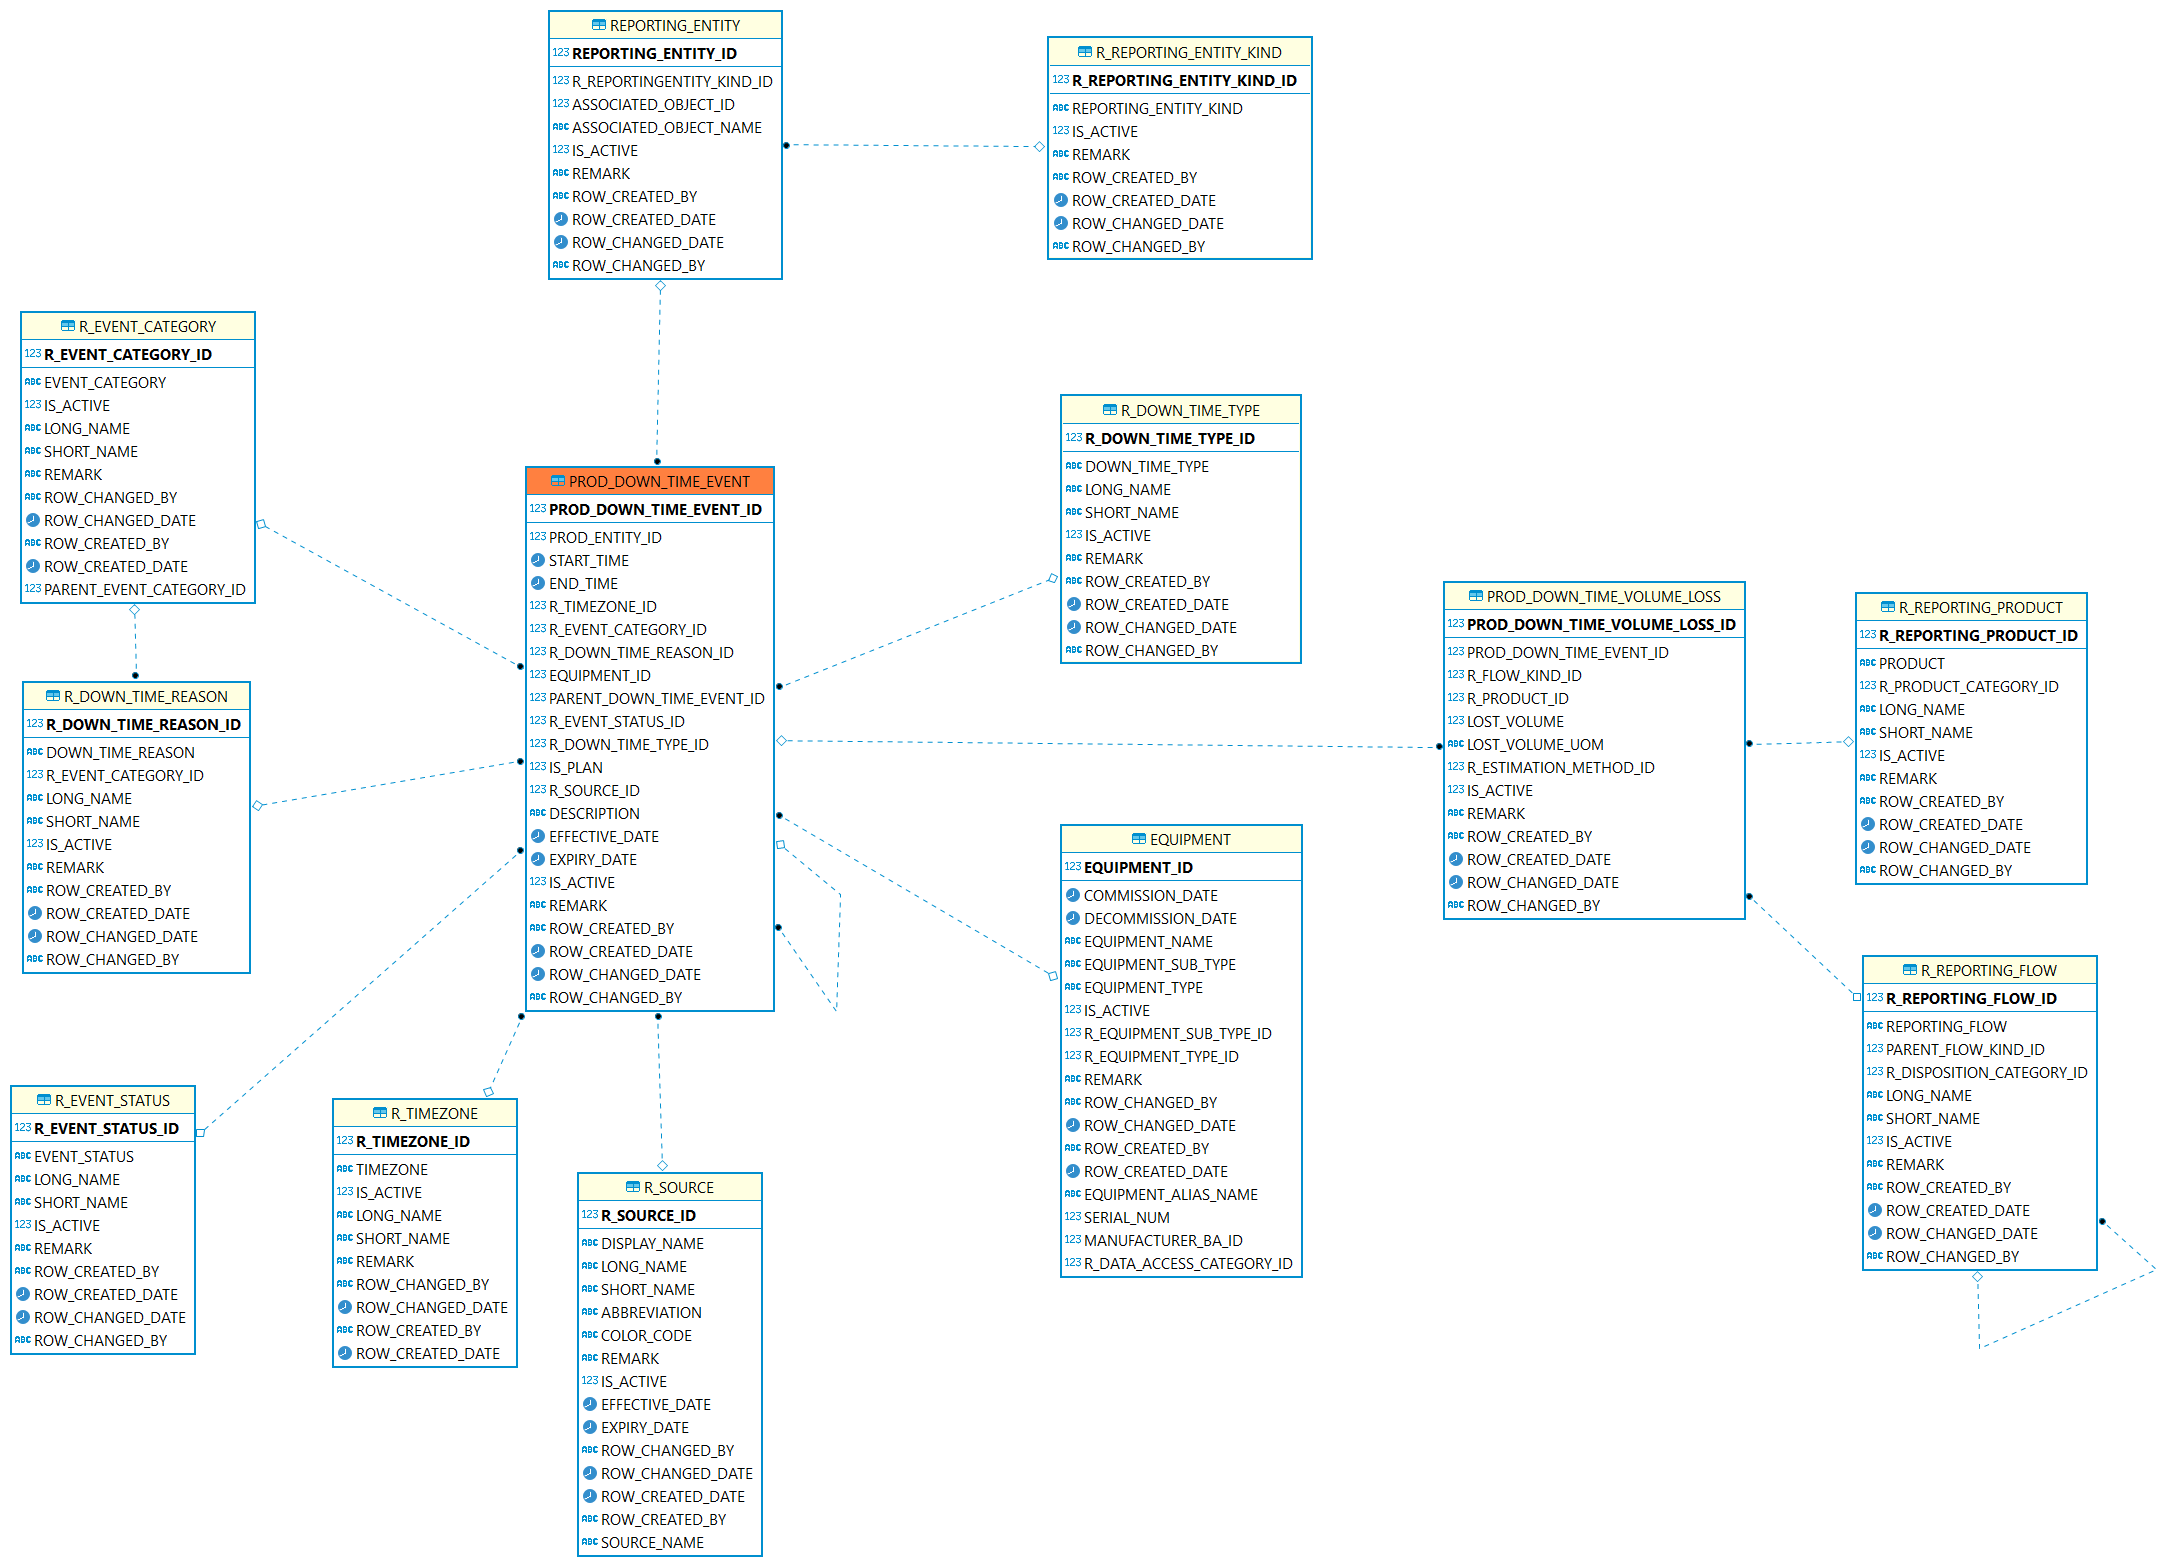 REPORTING_ENTITY
123 REPORTING_ENTITY_ID
123 R_REPORTINGENTITY_KIND_ID
123 ASSOCIATED_OBJECT_ID
ABC ASSOCIATED_OBJECT_NAME
123 IS_ACTIVE
ABC REMARK
ABC ROW_CREATED_BY
ROW_CREATED_DATE
ROW_CHANGED_DATE
ABC ROW_CHANGED_BY
R_REPORTING_ENTITY_KIND
123 R_REPORTING_ENTITY_KIND_ID
ABC REPORTING_ENTITY_KIND
123 IS_ACTIVE
ABC REMARK
ABC ROW_CREATED_BY
ROW_CREATED_DATE
ROW_CHANGED_DATE
ABC ROW_CHANGED_BY
R_EVENT_CATEGORY
123 R_EVENT_CATEGORY_ID
ABC EVENT_CATEGORY
123 IS_ACTIVE
ABC LONG_NAME
ABC SHORT_NAME
ABC REMARK
ABC ROW_CHANGED_BY
ROW_CHANGED_DATE
ABC ROW_CREATED_BY
ROW_CREATED_DATE
123 PARENT_EVENT_CATEGORY_ID
R_DOWN_TIME_TYPE
123 R_DOWN_TIME_TYPE_ID
ABC DOWN_TIME_TYPE
ABC LONG_NAME
ABC SHORT_NAME
123 IS_ACTIVE
ABC REMARK
ABC ROW_CREATED_BY
ROW_CREATED_DATE
ROW_CHANGED_DATE
ABC ROW_CHANGED_BY
PROD_DOWN_TIME_EVENT
123 PROD_DOWN_TIME_EVENT_ID
123 PROD_ENTITY_ID
START_TIME
END_TIME
123 R_TIMEZONE_ID
123 R_EVENT_CATEGORY_ID
123 R_DOWN_TIME_REASON_ID
123 EQUIPMENT_ID
123 PARENT_DOWN_TIME_EVENT_ID
123 R_EVENT_STATUS_ID
123 R_DOWN_TIME_TYPE_ID
123 IS_PLAN
123 R_SOURCE_ID
ABC DESCRIPTION
EFFECTIVE_DATE
EXPIRY_DATE
123 IS_ACTIVE
ABC REMARK
ABC ROW_CREATED_BY
ROW_CREATED_DATE
ROW_CHANGED_DATE
ABC ROW_CHANGED_BY
PROD_DOWN_TIME_VOLUME_LOSS
123 PROD_DOWN_TIME_VOLUME_LOSS_ID
123 PROD_DOWN_TIME_EVENT_ID
123 R_FLOW_KIND_ID
123 R_PRODUCT_ID
123 LOST_VOLUME
ABC LOST_VOLUME_UOM
123 R_ESTIMATION_METHOD_ID
123 IS_ACTIVE
ABC REMARK
ABC ROW_CREATED_BY
ROW_CREATED_DATE
ROW_CHANGED_DATE
ABC ROW_CHANGED_BY
R_REPORTING_PRODUCT
123 R_REPORTING_PRODUCT_ID
ABC PRODUCT
123 R_PRODUCT_CATEGORY_ID
ABC LONG_NAME
ABC SHORT_NAME
123 IS_ACTIVE
ABC REMARK
ABC ROW_CREATED_BY
ROW_CREATED_DATE
ROW_CHANGED_DATE
ABC ROW_CHANGED_BY
R_DOWN_TIME_REASON
123 R_DOWN_TIME_REASON_ID
ABC DOWN_TIME_REASON
123 R_EVENT_CATEGORY_ID
ABC LONG_NAME
ABC SHORT_NAME
123 IS_ACTIVE
ABC REMARK
ABC ROW_CREATED_BY
ROW_CREATED_DATE
ROW_CHANGED_DATE
ABC ROW_CHANGED_BY
EQUIPMENT
123 EQUIPMENT_ID
COMMISSION_DATE
DECOMMISSION_DATE
ABC EQUIPMENT_NAME
ABC EQUIPMENT_SUB_TYPE
ABC EQUIPMENT_TYPE
123 IS_ACTIVE
123 R_EQUIPMENT_SUB_TYPE_ID
123 R_EQUIPMENT_TYPE_ID
ABC REMARK
ABC ROW_CHANGED_BY
ROW_CHANGED_DATE
ABC ROW_CREATED_BY
ROW_CREATED_DATE
ABC EQUIPMENT_ALIAS_NAME
123 SERIAL_NUM
123 MANUFACTURER_BA_ID
123 R_DATA_ACCESS_CATEGORY_ID
R_REPORTING_FLOW
123 R_REPORTING_FLOW_ID
ABC REPORTING_FLOW
123 PARENT_FLOW_KIND_ID
123 R_DISPOSITION_CATEGORY_ID
ABC LONG_NAME
ABC SHORT_NAME
123 IS_ACTIVE
ABC REMARK
ABC ROW_CREATED_BY
ROW_CREATED_DATE
ROW_CHANGED_DATE
ABC ROW_CHANGED_BY
R_EVENT_STATUS
123 R_EVENT_STATUS_ID
ABC EVENT_STATUS
ABC LONG_NAME
ABC SHORT_NAME
123 IS_ACTIVE
ABC REMARK
ABC ROW_CREATED_BY
ROW_CREATED_DATE
ROW_CHANGED_DATE
ABC ROW_CHANGED_BY
R_TIMEZONE
123 R_TIMEZONE_ID
ABC TIMEZONE
123 IS_ACTIVE
ABC LONG_NAME
ABC SHORT_NAME
ABC REMARK
ABC ROW_CHANGED_BY
ROW_CHANGED_DATE
ABC ROW_CREATED_BY
ROW_CREATED_DATE
R_SOURCE
123 R_SOURCE_ID
ABC DISPLAY_NAME
ABC LONG_NAME
ABC SHORT_NAME
ABC ABBREVIATION
ABC COLOR_CODE
ABC REMARK
123 IS_ACTIVE
EFFECTIVE_DATE
EXPIRY_DATE
ABC ROW_CHANGED_BY
ROW_CHANGED_DATE
ROW_CREATED_DATE
ABC ROW_CREATED_BY
ABC SOURCE_NAME